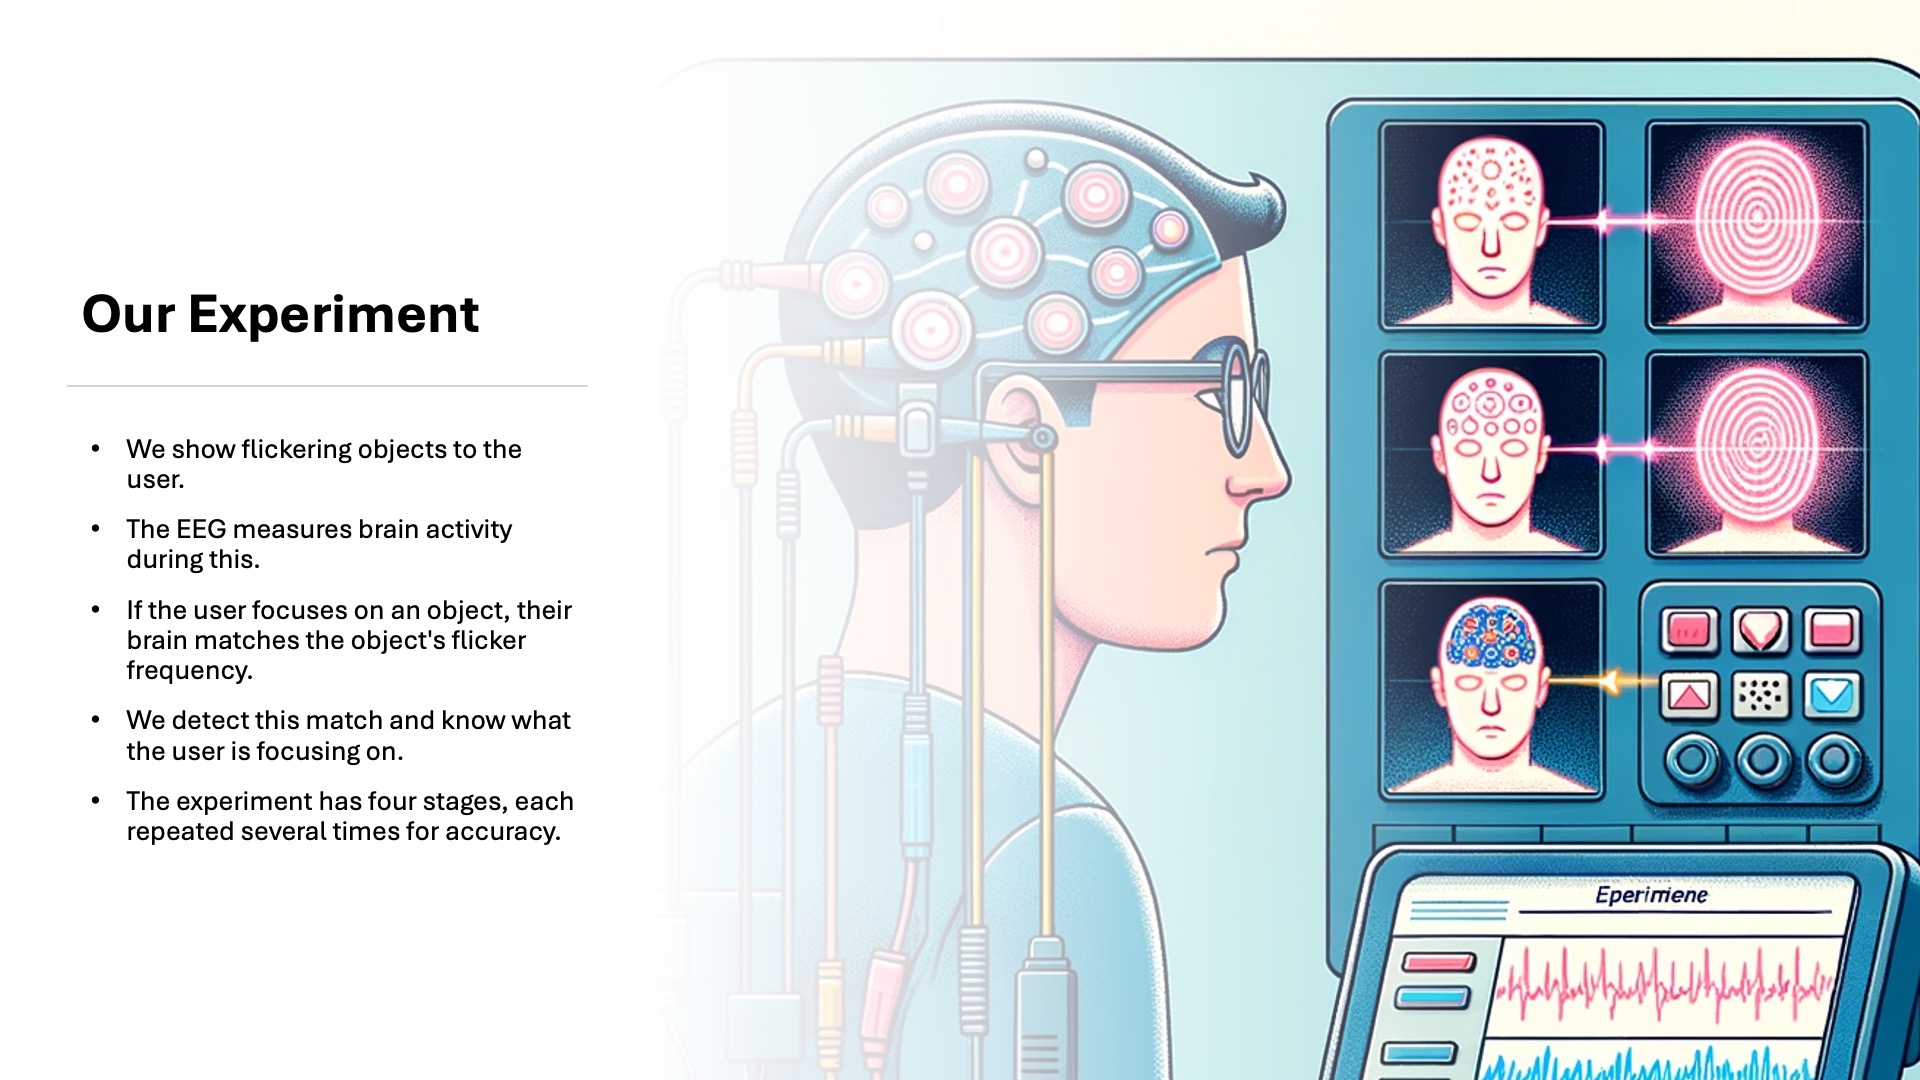 Our Experiment
• We show flickering objects to the
user.
• The EEG measures brain activity
during this.
• If the user focuses on an object, their
brain matches the object's flicker
frequency.
• We detect this match and know what
the user is focusing on.
• The experiment has four stages, each
repeated several times for accuracy.
Eperimene